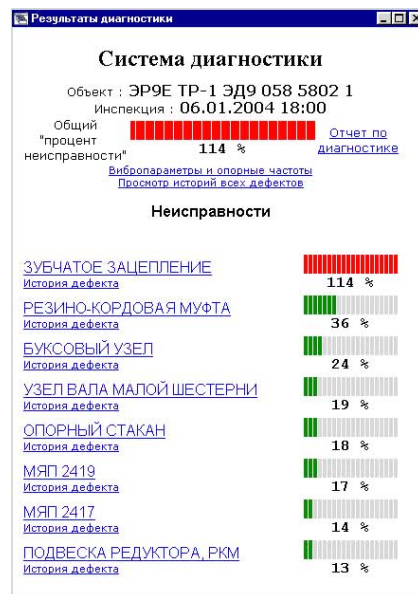 Результаты диагностики
Система диагностики
Объект : ЭР9Е ТР-1 ЭД9 058 5802 1
Инспекция : 06.01.2004 18:00
Общий
"процент
неисправности"
114 %
Отчет по
диагностике
Вибропараметры и опорные частоты
Просмотр историй всех дефектов
Неисправности
ЗУБЧАТОЕ ЗАЦЕПЛЕНИЕ
История дефекта
114 %
РЕЗИНО-КОРДОВАЯ МУФТА
История дефекта
36 %
БУКСОВЫЙ УЗЕЛ
История дефекта
24 %
УЗЕЛ ВАЛА МАЛОЙ ШЕСТЕРНИ
История дефекта
19 %
ОПОРНЫЙ СТАКАН
История дефекта
18 %
МЯП 2419
История дефекта
17 %
МЯП 2417
История дефекта
14 %
ПОДВЕСКА РЕДУКТОРА, РКМ
История дефекта
13 %